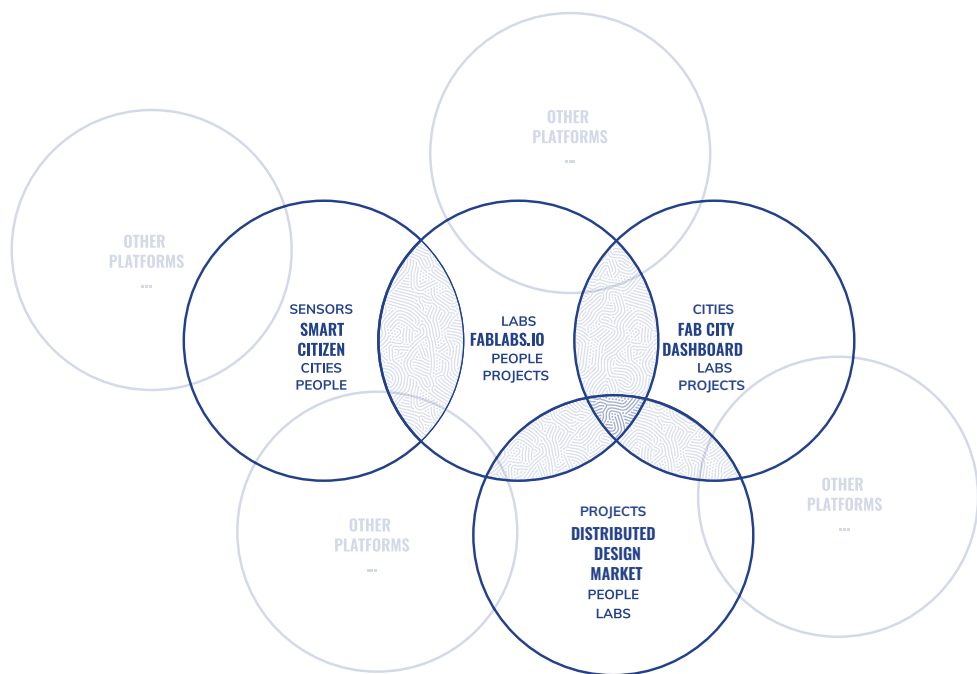 OTHER
PLATFORMS
...
OTHER
PLATFORMS
...
SENSORS
SMART
CITIZEN
CITIES
PEOPLE
LABS
FABLABS.IO
PEOPLE
PROJECTS
CITIES
FAB CITY
DASHBOARD
LABS
PROJECTS
OTHER
PLATFORMS
...
PROJECTS
DISTRIBUTED
DESIGN
MARKET
PEOPLE
LABS
OTHER
PLATFORMS
...